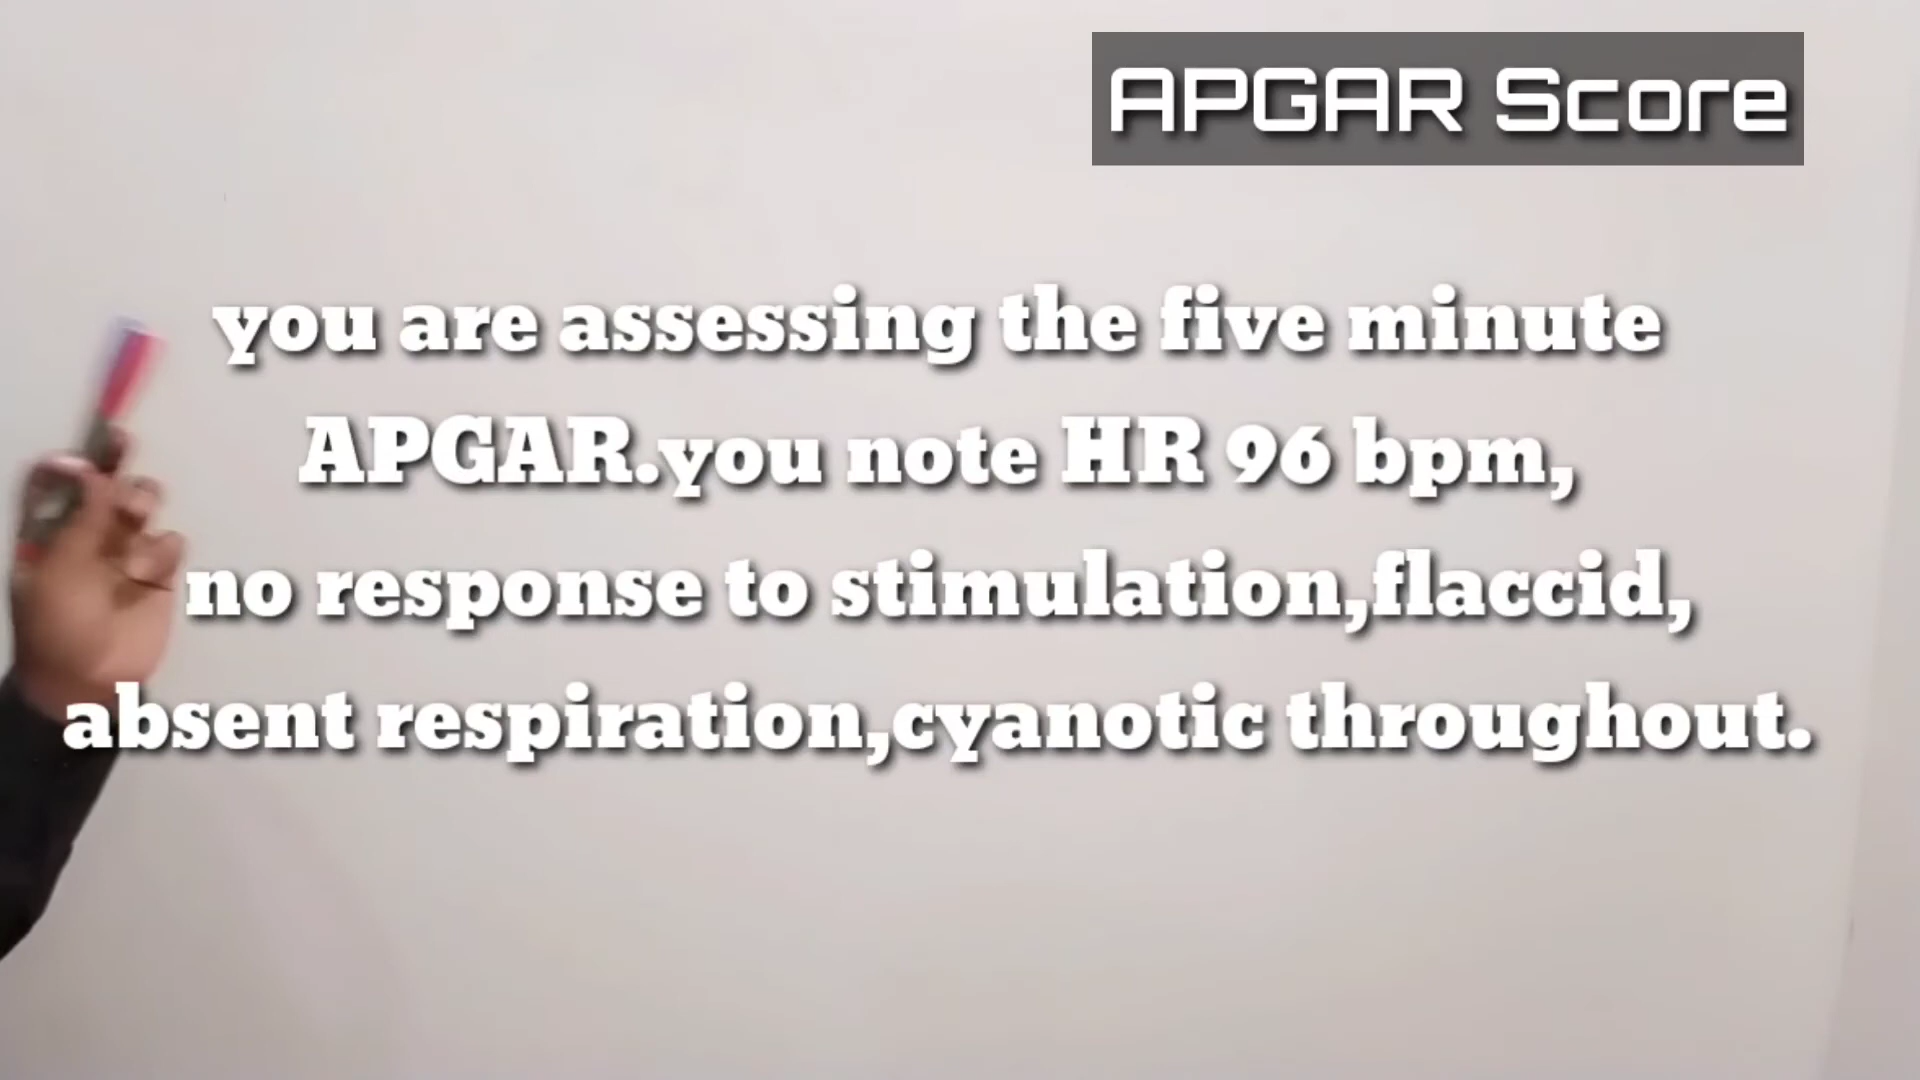 APGAR Score
you are assessing the five minute
APGAR.you note HR 96 bpm,
no response to stimulation,flaccid,
absent respiration,cyanotic throughout.